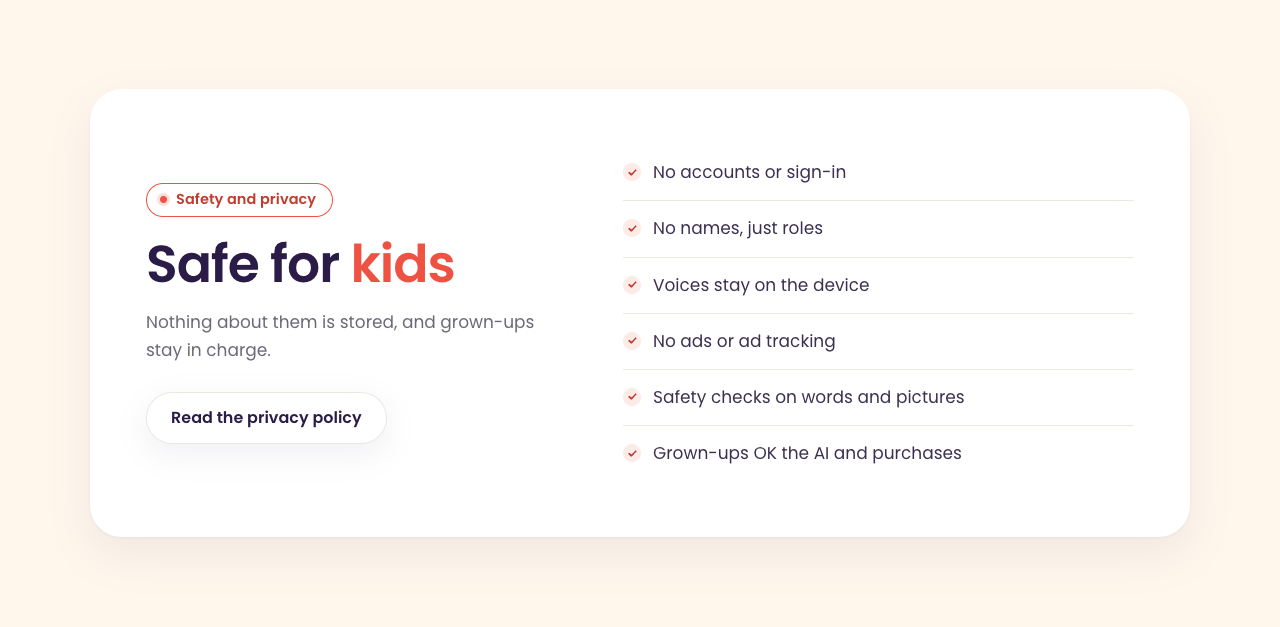 Safety and privacy
Safe for kids
Nothing about them is stored, and grown-ups
stay in charge.
Read the privacy policy
No accounts or sign-in
No names, just roles
Voices stay on the device
No ads or ad tracking
Safety checks on words and pictures
Grown-ups OK the AI and purchases